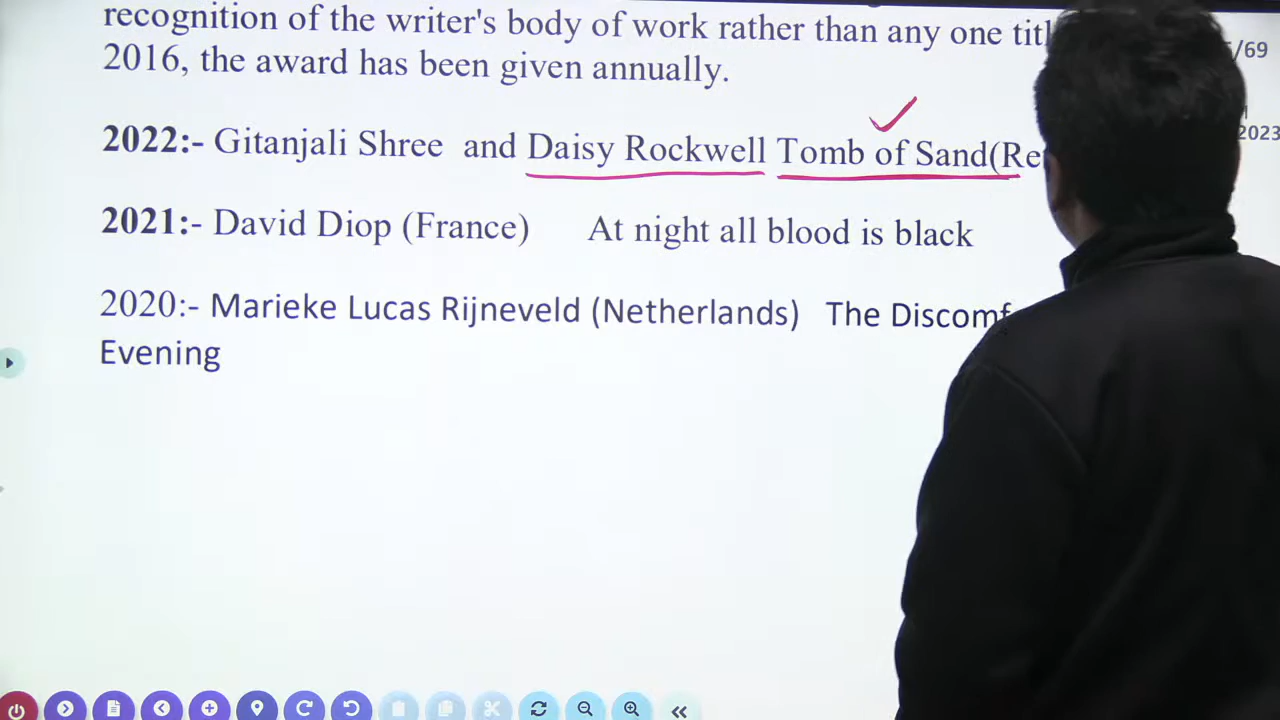 recognition of the writer's body of work rather than any one
2016, the award has been given annually.
/69
2022:- Gitanjali Shree and Daisy Rockwell Tomb of Sand(Re
2023
2021:- David Diop (France) At night all blood is black
2020:- Marieke Lucas Rijneveld (Netherlands) The
Evening